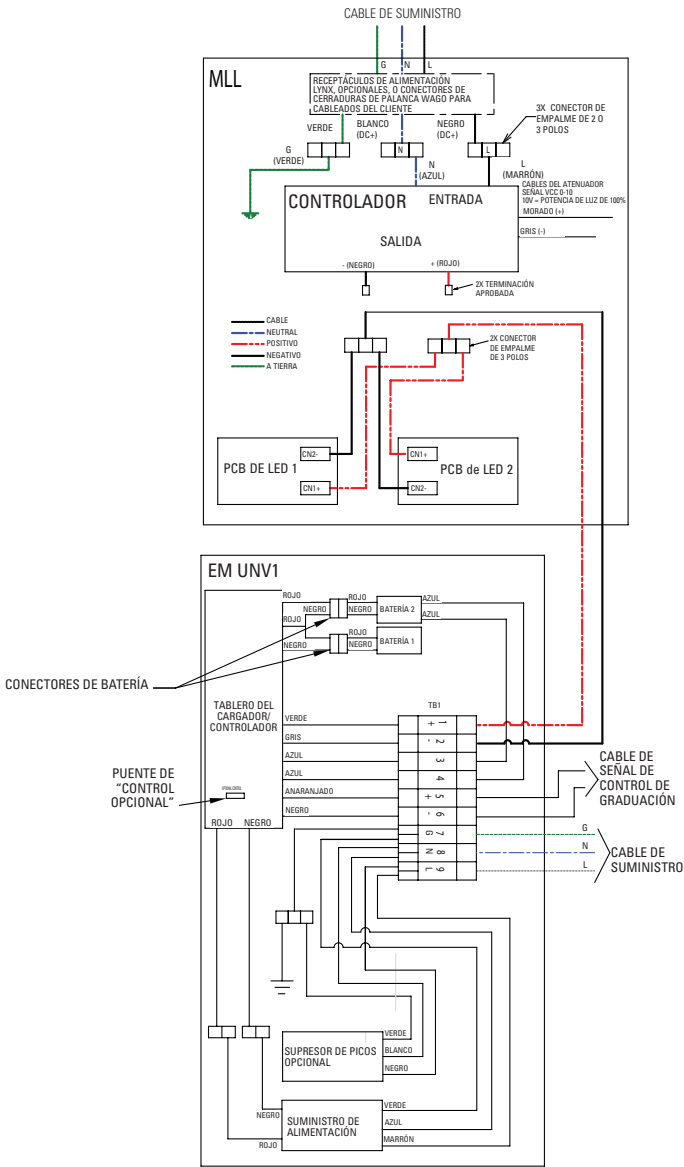 CABLE DE SUMINISTRO
G N L
MLL
RECEPTÁCULOS DE ALIMENTACIÓN
LYNX, OPCIONALES, O CONECTORES DE
CERRADURAS DE PALANCA WAGO PARA
CABLEADOS DEL CLIENTE
3X CONECTOR DE
EMPALME DE 2 O
3 POLOS
VERDE
BLANCO
(DC+)
NEGRO
(DC+)
G
(VERDE)
N
L
N
(AZUL)
L
(MARRÓN)
CABLES DEL ATENUADOR
SEÑAL VCC 0-10
10V = POTENCIA DE LUZ DE 100%
MORADO (+)
GRIS (-)
CONTROLADOR
ENTRADA
SALIDA
- (NEGRO)
+ (ROJO)
2X TERMINACIÓN
APROBADA
CABLE
NEUTRAL
POSITIVO
NEGATIVO
A TIERRA
2X CONECTOR
DE EMPALME
DE 3 POLOS
PCB DE LED 1
CN2-
CN1+
CN1+
CN2-
PCB de LED 2
EM UNV1
ROJO
NEGRO
ROJO
NEGRO
ROJO
NEGRO
BATERÍA 2
AZUL
AZUL
ROJO
NEGRO
BATERÍA 1
CONECTORES DE BATERÍA
TABLERO DEL
CARGADOR/
CONTROLADOR
TB1
VERDE
+ 1
GRIS
- 2
AZUL
3
AZUL
4
ANARANJADO
+ 5
NEGRO
- 6
G 7
N 8
L 9
PUENTE DE
“CONTROL
OPCIONAL”
CABLE DE
SEÑAL DE
CONTROL DE
GRADUACIÓN
G
N
L
CABLE DE
SUMINISTRO
ROJO NEGRO
SUPRESOR DE PICOS
OPCIONAL
VERDE
BLANCO
NEGRO
NEGRO
ROJO
SUMINISTRO DE
ALIMENTACIÓN
VERDE
AZUL
MARRÓN